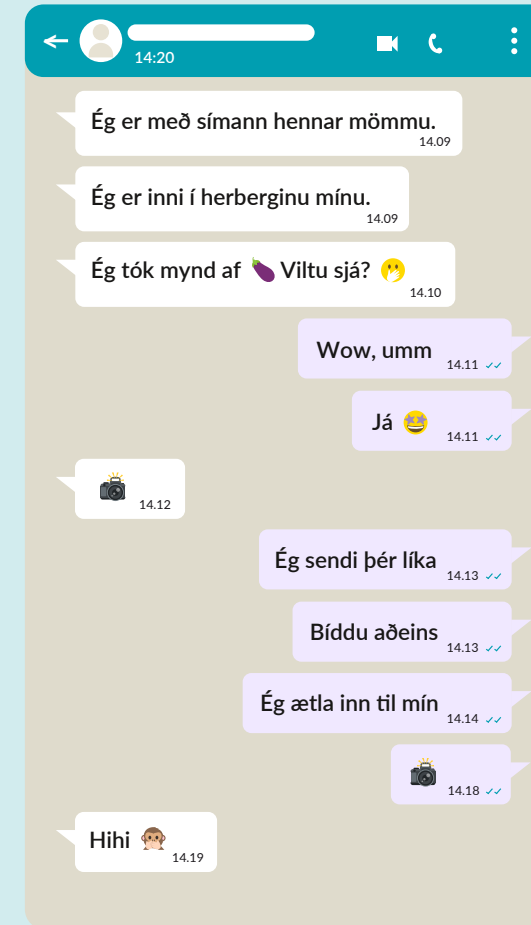 14:20
Ég er með símann hennar mömmu.
14.09
Ég er inni í herberginu mínu.
14.09
Ég tók mynd af 🍆 Viltu sjá? 🫢
14.10
Wow, umm
14.11
Já 🤩
14.11
📸
14.12
Ég sendi þér líka
14.13
Bíddu aðeins
14.13
Ég ætla inn til mín
14.14
📸
14.18
Hihi 🙊
14.19